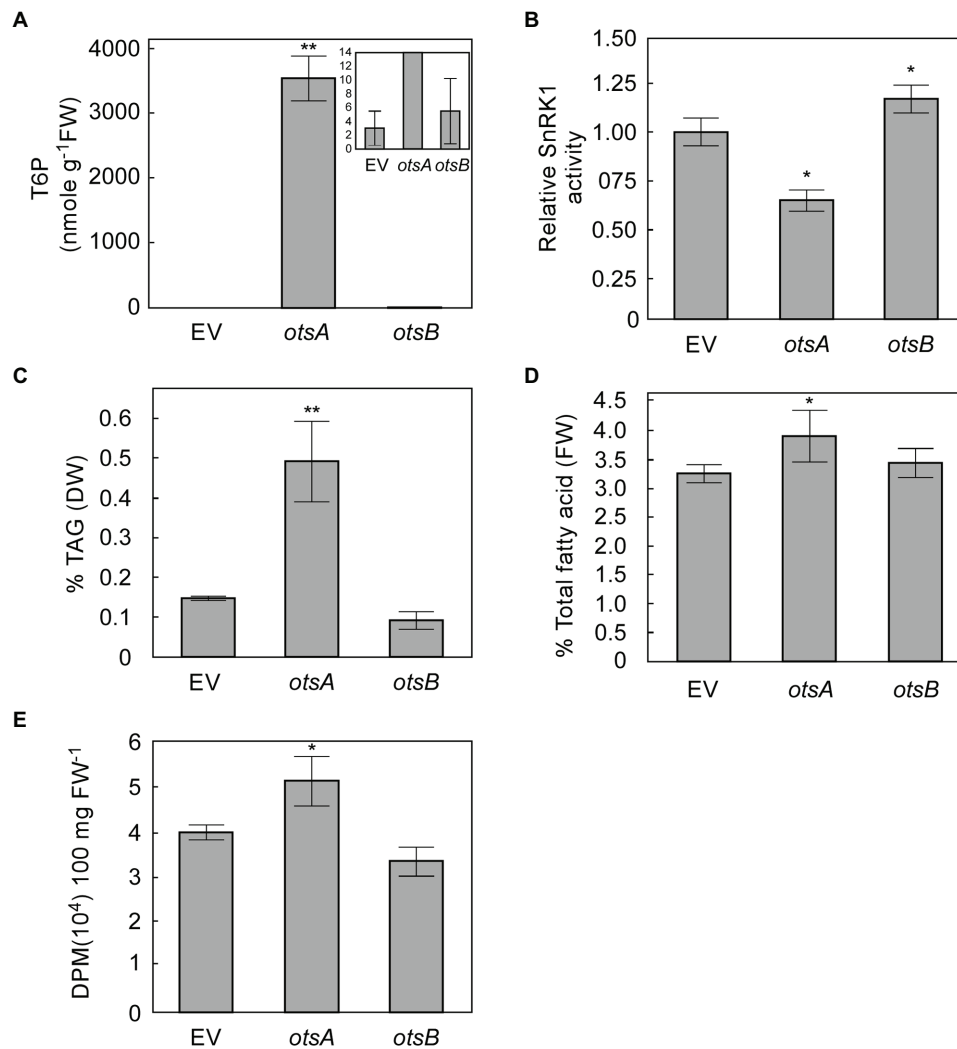 A
T6P
(nmole g⁻¹FW)
4000
3000
2000
1000
0
**
14
12
10
8
6
4
2
0
EV otsA otsB
EV otsA otsB
B
Relative SnRK1
activity
1.50
1.25
1.00
075
0.50
0.25
0
*
*
EV otsA otsB
C
% TAG (DW)
0.6
0.5
0.4
0.3
0.2
0.1
0
**
EV otsA otsB
D
% Total fatty acid (FW)
4.5
4.0
3.5
3.0
2.5
2.0
1.5
1.0
5.5
0
*
EV otsA otsB
E
DPM(10⁴) 100 mg FW⁻¹
6
5
4
3
2
1
0
*
EV otsA otsB